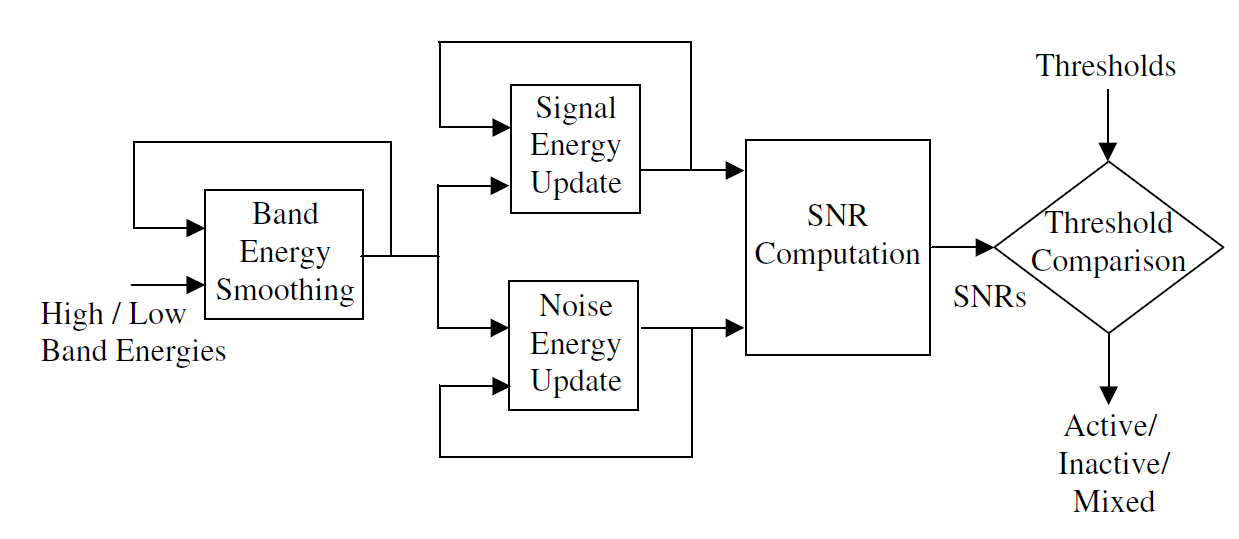 High / Low
Band Energies
Band
Energy
Smoothing
Signal
Energy
Update
Noise
Energy
Update
SNR
Computation
SNRs
Thresholds
Threshold
Comparison
Active/
Inactive/
Mixed